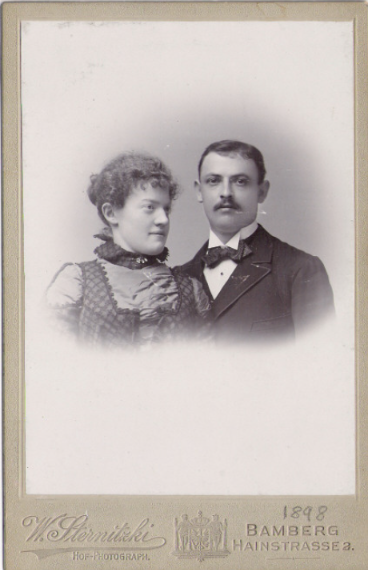 W. Sternitzki
HOF-PHOTOGRAPH.
1898
BAMBERG
HAINSTRASSE 3.